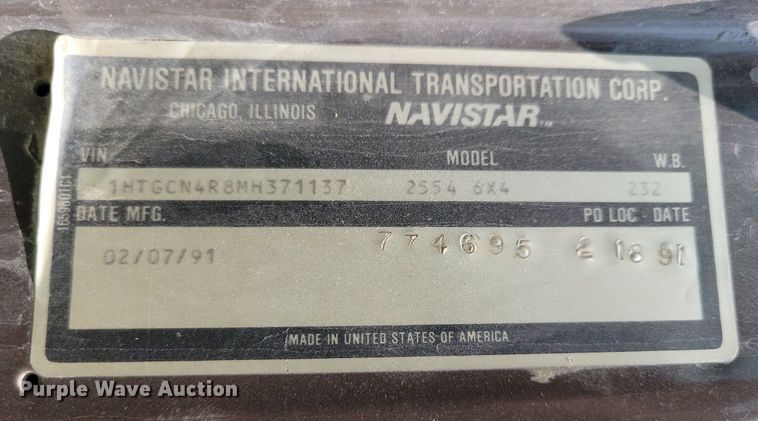 NAVISTAR INTERNATIONAL TRANSPORTATION CORP.
CHICAGO, ILLINOIS NAVISTAR™
VIN MODEL W.B.
1HTGCN4R8MH371137 2554 6X4 232
DATE MFG. PD LOC - DATE
774695 2 18 91
02/07/91
MADE IN UNITED STATES OF AMERICA
Purple Wave Auction